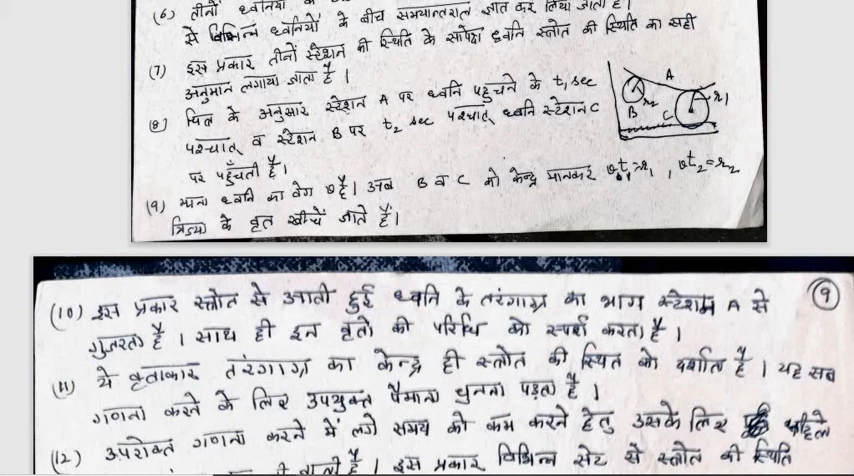 (6) तीनों ध्वनियों के
से विभिन्न ध्वनियों के बीच समयान्तराल ज्ञात कर लिया जाता है।
(7) इस प्रकार तीनों स्टेशन की स्थिति के सापेक्ष ध्वनि स्त्रोत की स्थिति का सही
अनुमान लगाया जाता है।
(8) चित्र के अनुसार स्टेशन A पर ध्वनि पहुचने के t₁ sec
पश्चात् व स्टेशन B पर t₂ sec पश्चात् ध्वनि स्टेशन C
पर पहुँचती है।
A
B
r₂
C
r₁
(9) माना ध्वनि का वेग v है। अब B व C को केन्द्र मानकर vt₁=r₁, vt₂=r₂
त्रिज्या के वृत खीचें जाते हैं।
9
(10) इस प्रकार स्त्रोत से आती हुई ध्वनि के तरंगाग्र का भाग स्टेशन A से
गुजरता है। साथ ही इन वृतो की परिधि को स्पर्श करता है।
(11) ये वृताकार तरंगाग्र का केन्द्र ही स्त्रोत की स्थित को दर्शाता है। यह सब
गणना करने के लिए उपयुक्त पैमाना चुनना पड़ता है।
(12) उपरोक्त गणना करने में लगे समय को कम करने हेतु उसके लिए पहिले
है। इस प्रकार विभिन्न सेट से स्त्रोत की स्थिति